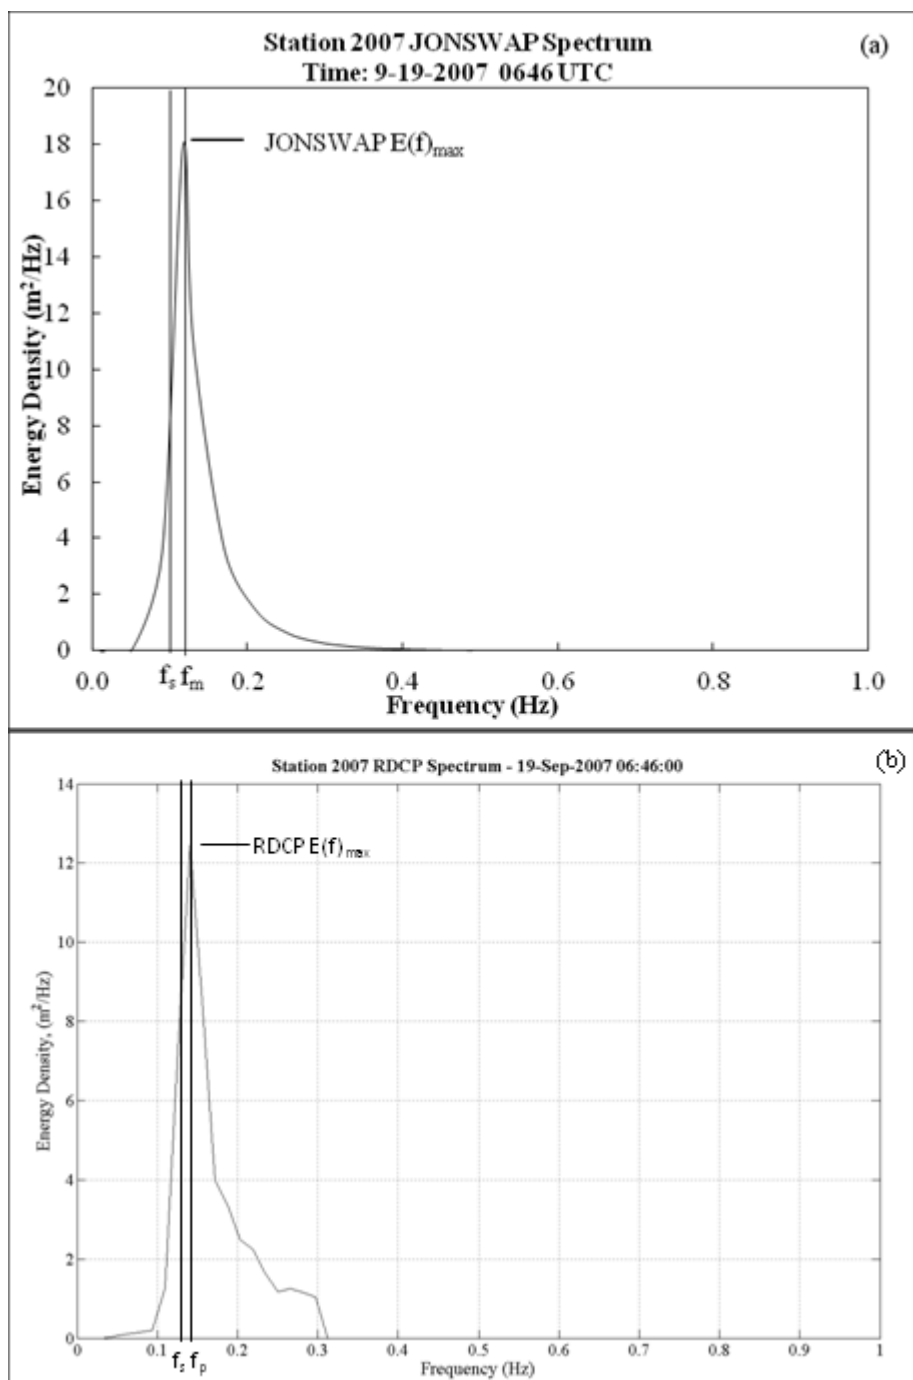 Station 2007 JONSWAP Spectrum
Time: 9-19-2007 0646 UTC
(a)
JONSWAP E(f)max
Energy Density (m²/Hz)
20
18
16
14
12
10
8
6
4
2
0
0.0
fs
fm
0.2
0.4
0.6
0.8
1.0
Frequency (Hz)
Station 2007 RDCP Spectrum - 19-Sep-2007 06:46:00
(b)
RDCP E(f)max
Energy Density, (m²/Hz)
14
12
10
8
6
4
2
0
0
0.1
fs
fp
0.2
0.3
0.4
0.5
0.6
0.7
0.8
0.9
1
Frequency (Hz)